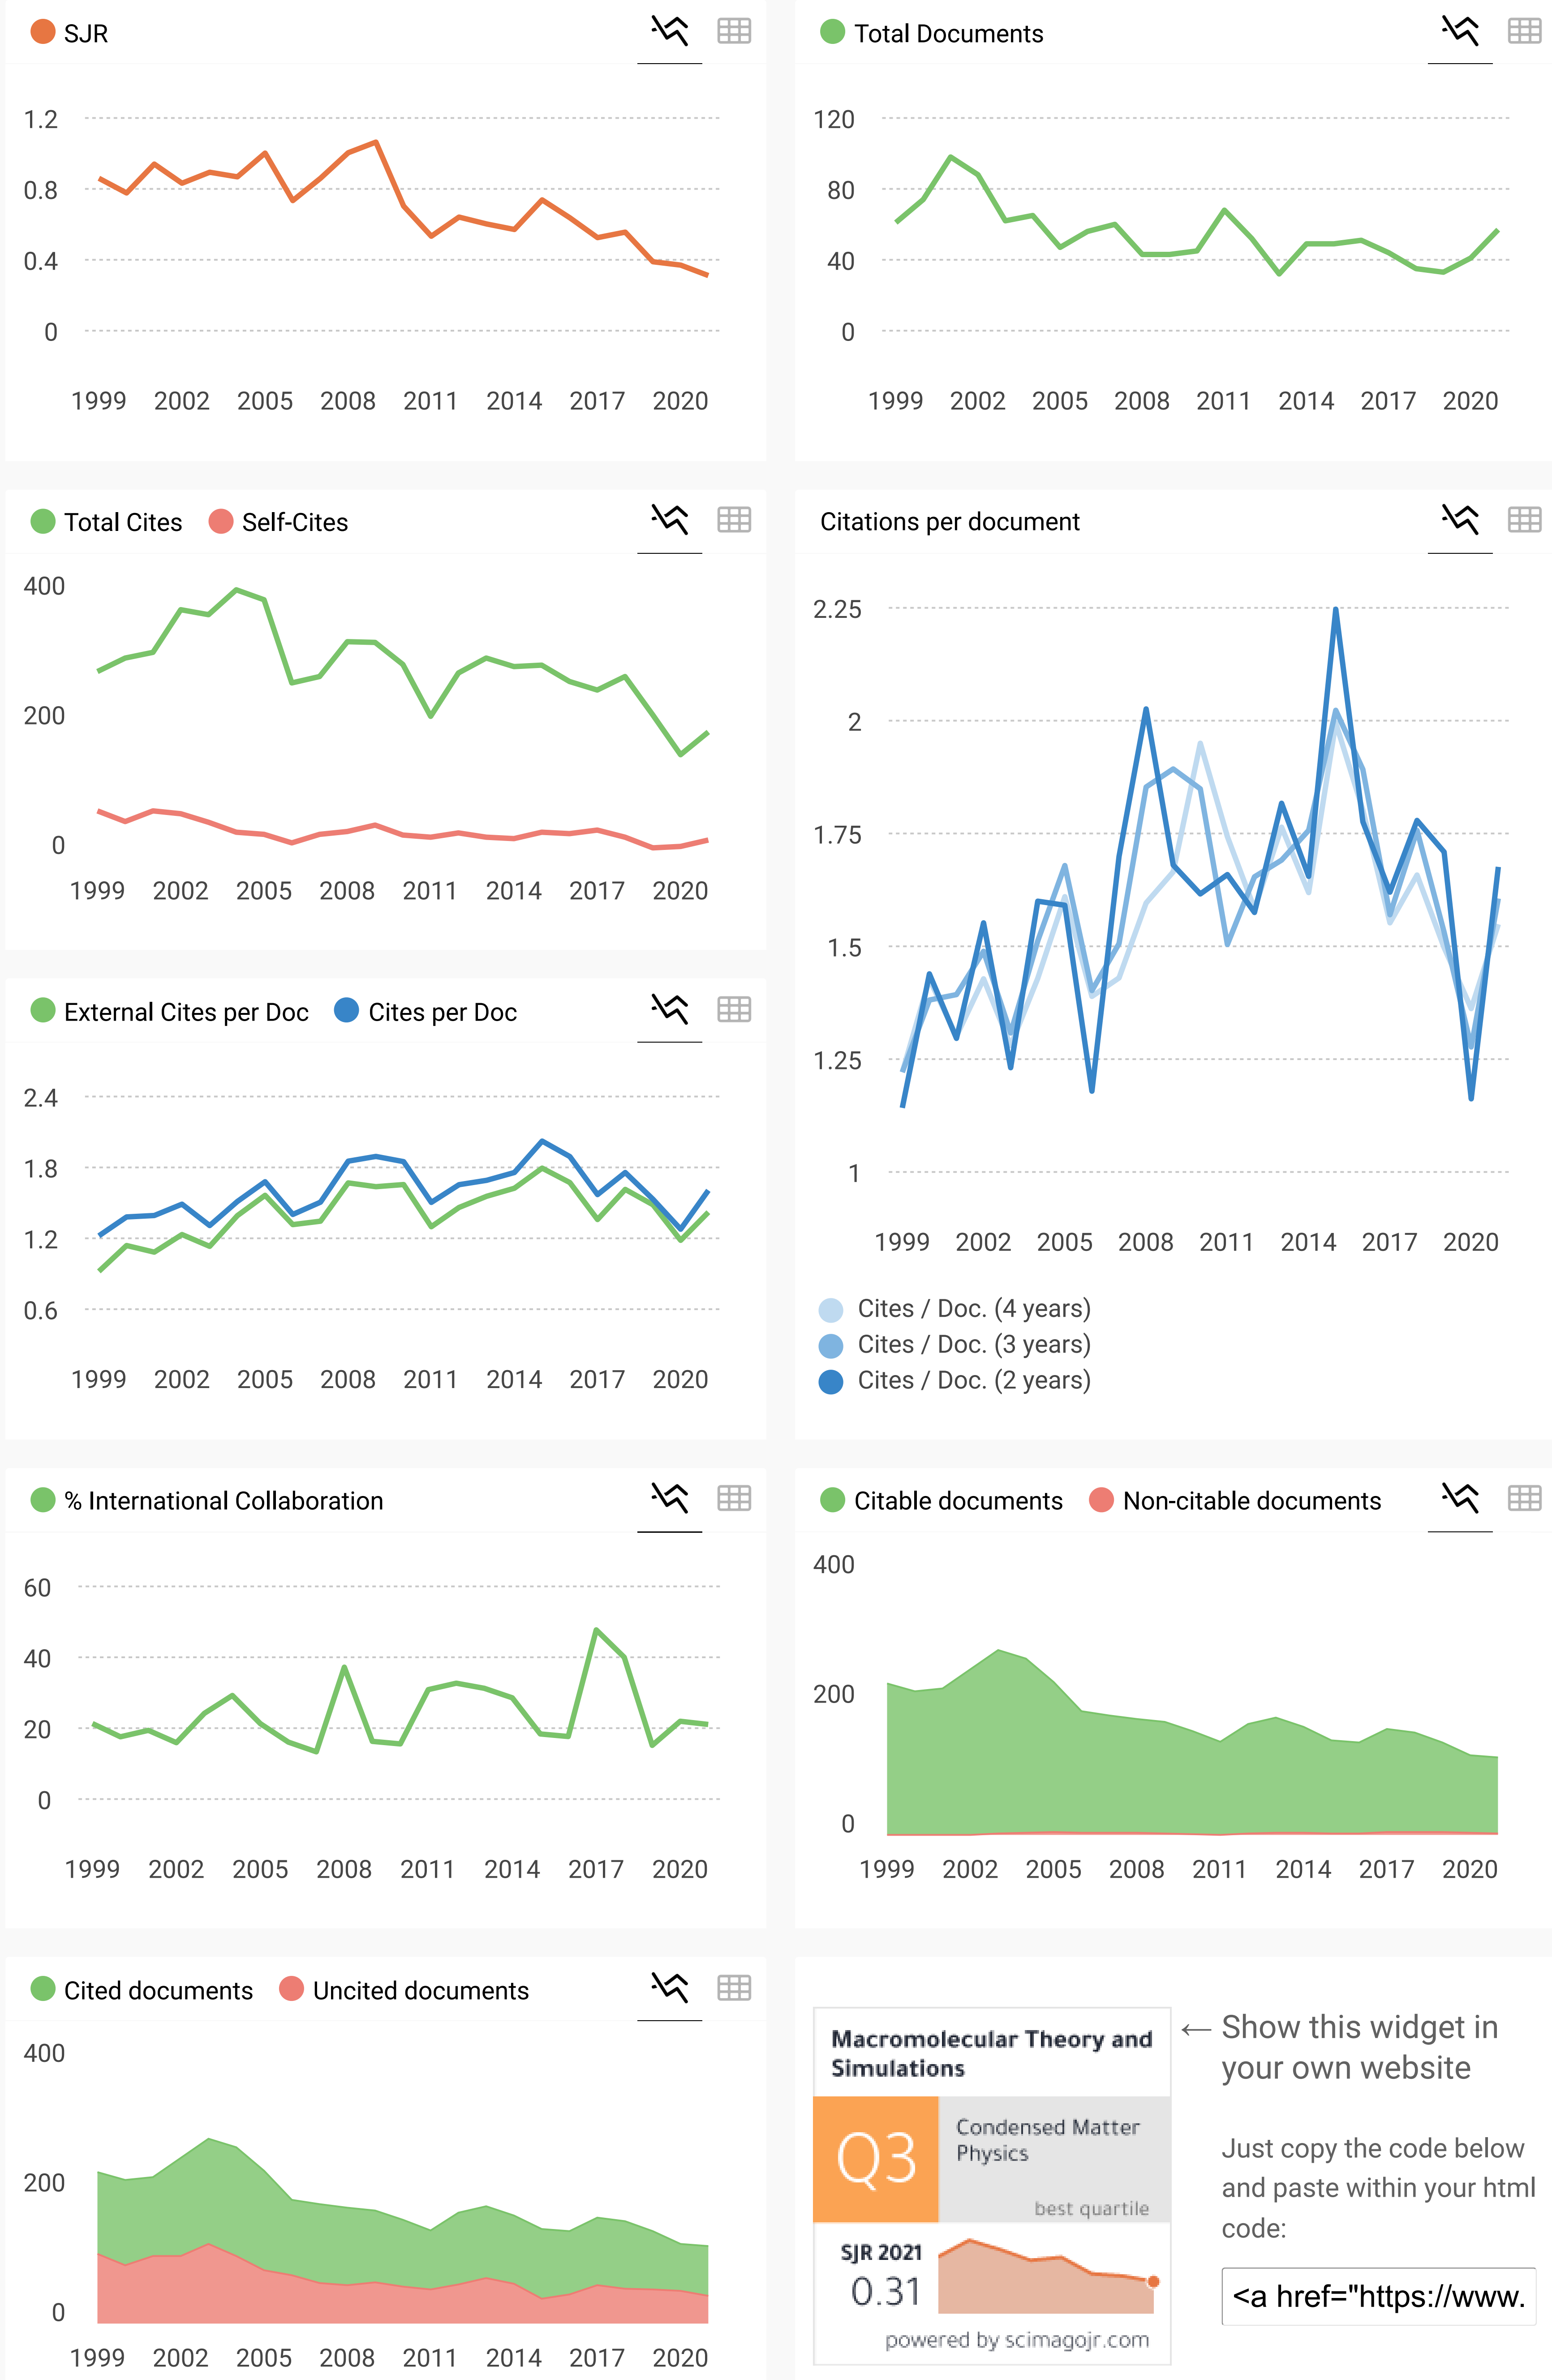 SJR
1.2
0.8
0.4
0
1999 2002 2005 2008 2011 2014 2017 2020
Total Documents
120
80
40
0
1999 2002 2005 2008 2011 2014 2017 2020
Total Cites Self-Cites
400
200
0
1999 2002 2005 2008 2011 2014 2017 2020
Citations per document
2.25
2
1.75
1.5
1.25
1
1999 2002 2005 2008 2011 2014 2017 2020
Cites / Doc. (4 years)
Cites / Doc. (3 years)
Cites / Doc. (2 years)
External Cites per Doc Cites per Doc
2.4
1.8
1.2
0.6
1999 2002 2005 2008 2011 2014 2017 2020
% International Collaboration
60
40
20
0
1999 2002 2005 2008 2011 2014 2017 2020
Citable documents Non-citable documents
400
200
0
1999 2002 2005 2008 2011 2014 2017 2020
Cited documents Uncited documents
400
200
0
1999 2002 2005 2008 2011 2014 2017 2020
Macromolecular Theory and
Simulations
Q3
Condensed Matter
Physics
best quartile
SJR 2021
0.31
powered by scimagojr.com
← Show this widget in
your own website
Just copy the code below
and paste within your html
code:
<a href="https://www.